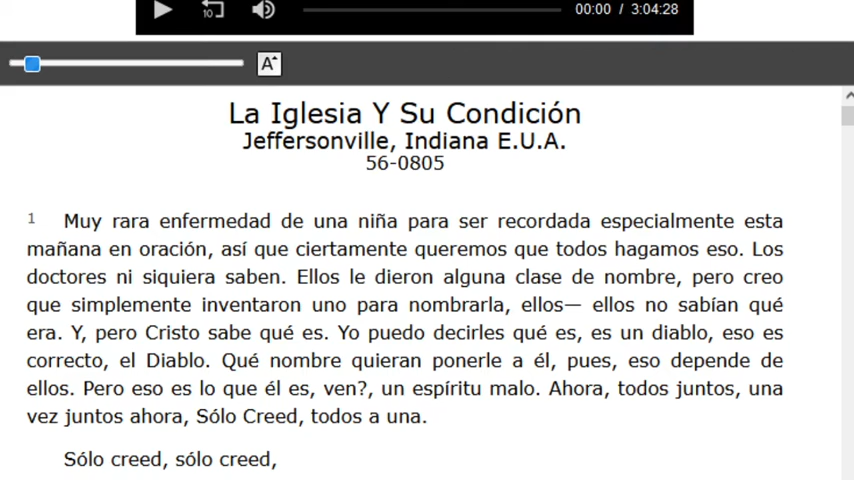 10
00:00 / 3:04:28
A
La Iglesia Y Su Condición
Jeffersonville, Indiana E.U.A.
56-0805
1 Muy rara enfermedad de una niña para ser recordada especialmente esta
mañana en oración, así que ciertamente queremos que todos hagamos eso. Los
doctores ni siquiera saben. Ellos le dieron alguna clase de nombre, pero creo
que simplemente inventaron uno para nombrarla, ellos— ellos no sabían qué
era. Y, pero Cristo sabe qué es. Yo puedo decirles qué es, es un diablo, eso es
correcto, el Diablo. Qué nombre quieran ponerle a él, pues, eso depende de
ellos. Pero eso es lo que él es, ven?, un espíritu malo. Ahora, todos juntos, una
vez juntos ahora, Sólo Creed, todos a una.
Sólo creed, sólo creed,